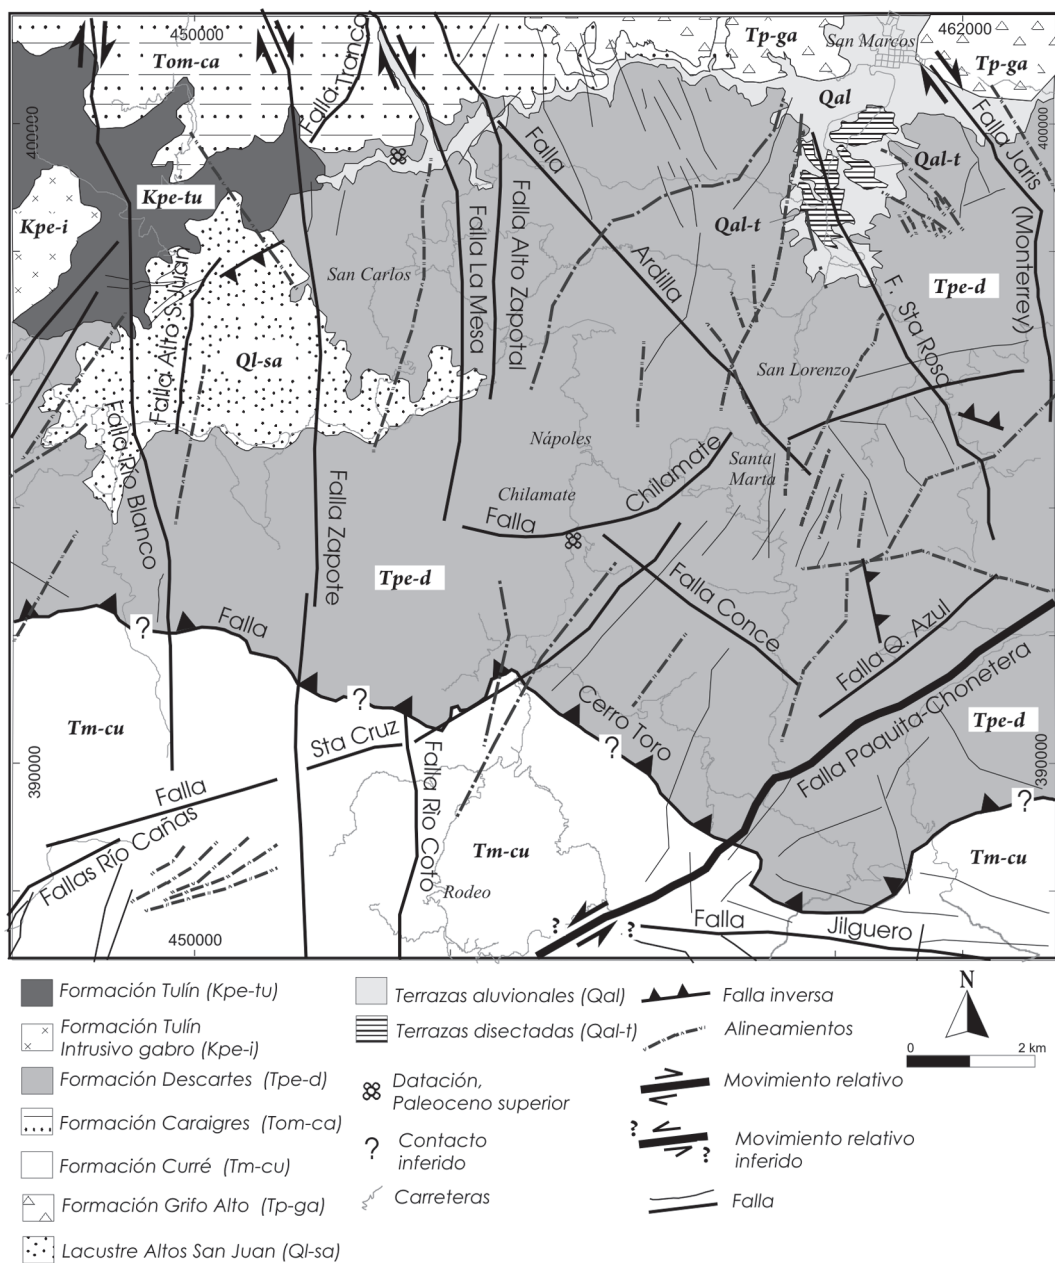 450000
462000
Tom-ca
Falla Tranca
Tp-ga
San Marcos
Tp-ga
Qal
400000
400000
Falla Jaris
(Monterrey)
Falla
Ardilla
Qal-t
Kpe-tu
Kpe-i
Qal-t
Falla La Mesa
Falla Alto Zapotal
San Carlos
Tpe-d
Falla Alto S. Juan
F. Sta Rosa
Ql-sa
San Lorenzo
Falla Río Blanco
Nápoles
Santa
Marta
Chilamate
Falla
Chilamate
Falla Zapote
Tpe-d
Falla Conce
?
Falla
Falla Q. Azul
?
Cerro Toro
Falla Paquita-Chonetera
Tpe-d
Tm-cu
Sta Cruz
?
Falla Río Coto
390000
390000
Falla
?
Fallas Río Cañas
Tm-cu
Tm-cu
Rodeo
450000
?
?
Falla
Jilguero
Formación Tulín (Kpe-tu)
Formación Tulín
Intrusivo gabro (Kpe-i)
Formación Descartes (Tpe-d)
Formación Caraigres (Tom-ca)
Formación Curré (Tm-cu)
Formación Grifo Alto (Tp-ga)
Lacustre Altos San Juan (Ql-sa)
Terrazas aluvionales (Qal)
Terrazas disectadas (Qal-t)
Datación,
Paleoceno superior
?
Contacto
inferido
Carreteras
Falla inversa
Alineamientos
Movimiento relativo
?
?
Movimiento relativo
inferido
Falla
N
0
2 km